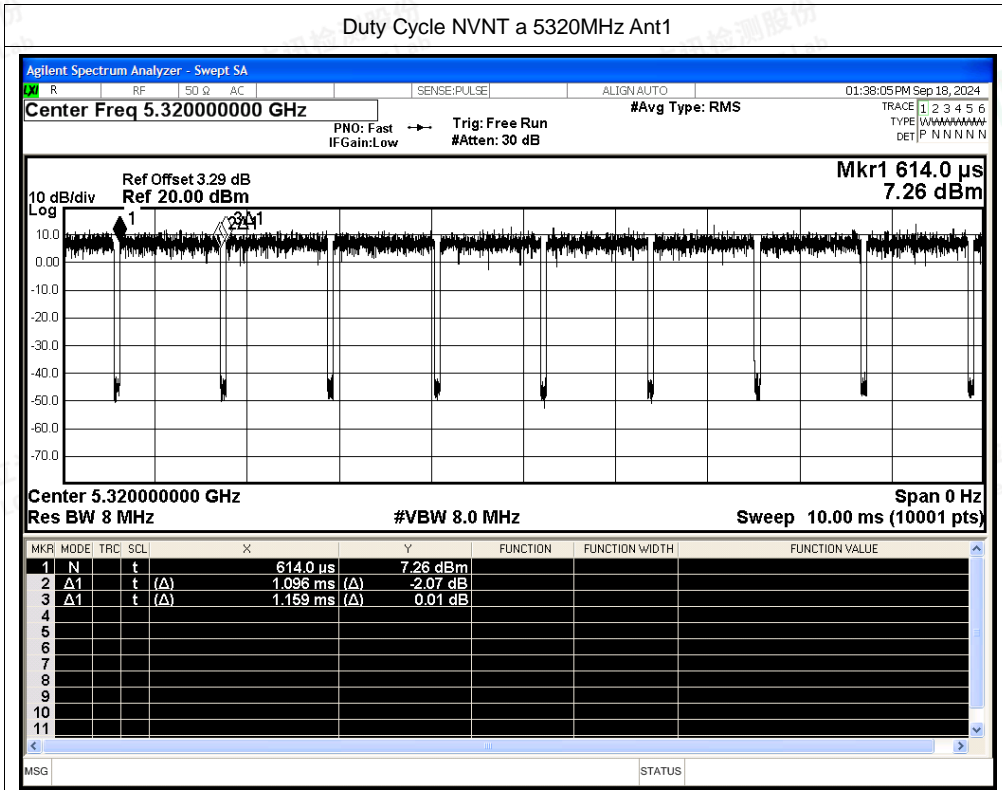 Duty Cycle NVNT a 5320MHz Ant1
Agilent Spectrum Analyzer - Swept SA
LXI R RF 50 Ω AC SENSE:PULSE ALIGN AUTO 01:38:05 PM Sep 18, 2024
Center Freq 5.320000000 GHz #Avg Type: RMS TRACE 1 2 3 4 5 6
PNO: Fast Trig: Free Run TYPE WWWWWW
IFGain:Low #Atten: 30 dB DET P N N N N N
Mkr1 614.0 µs
Ref Offset 3.29 dB
10 dB/div Ref 20.00 dBm 7.26 dBm
Log
1 2Δ1 3Δ1
10.0
0.00
-10.0
-20.0
-30.0
-40.0
-50.0
-60.0
-70.0
Center 5.320000000 GHz Span 0 Hz
Res BW 8 MHz #VBW 8.0 MHz Sweep 10.00 ms (10001 pts)
MKR MODE TRC SCL X Y FUNCTION FUNCTION WIDTH FUNCTION VALUE
1 N t 614.0 µs 7.26 dBm
2 Δ1 t (Δ) 1.096 ms (Δ) -2.07 dB
3 Δ1 t (Δ) 1.159 ms (Δ) 0.01 dB
4
5
6
7
8
9
10
11
MSG STATUS